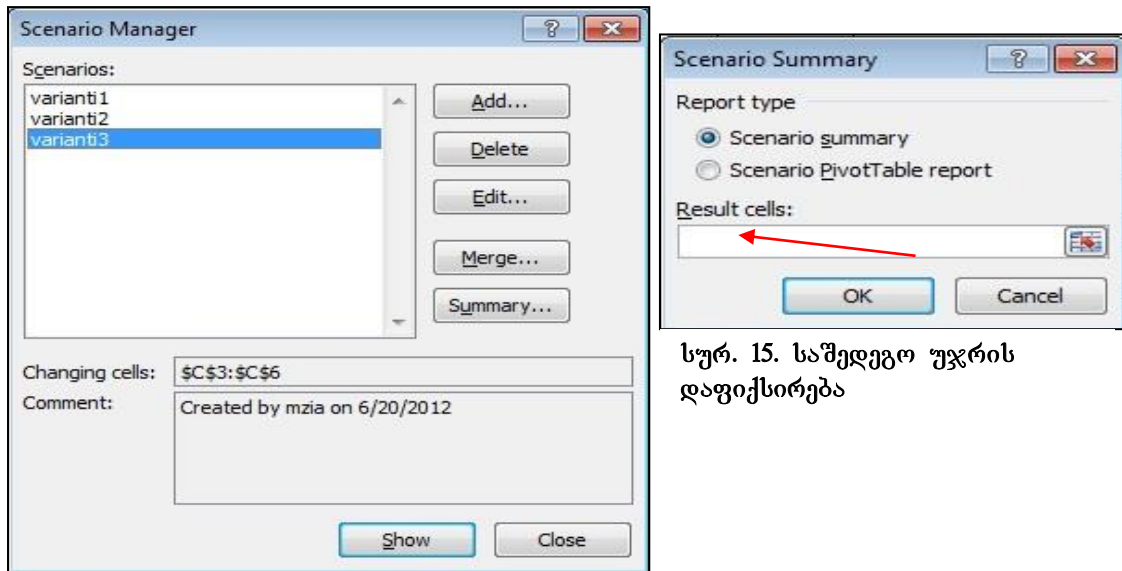 Scenario Manager
Scenarios:
varianti1
varianti2
varianti3
Add...
Delete
Edit...
Merge...
Summary...
Changing cells: $C$3:$C$6
Comment: Created by mzia on 6/20/2012
Show Close
Scenario Summary
Report type
Scenario summary
Scenario PivotTable report
Result cells:
OK Cancel
სურ. 15. საშედეგო უჯრის
დაფიქსირება